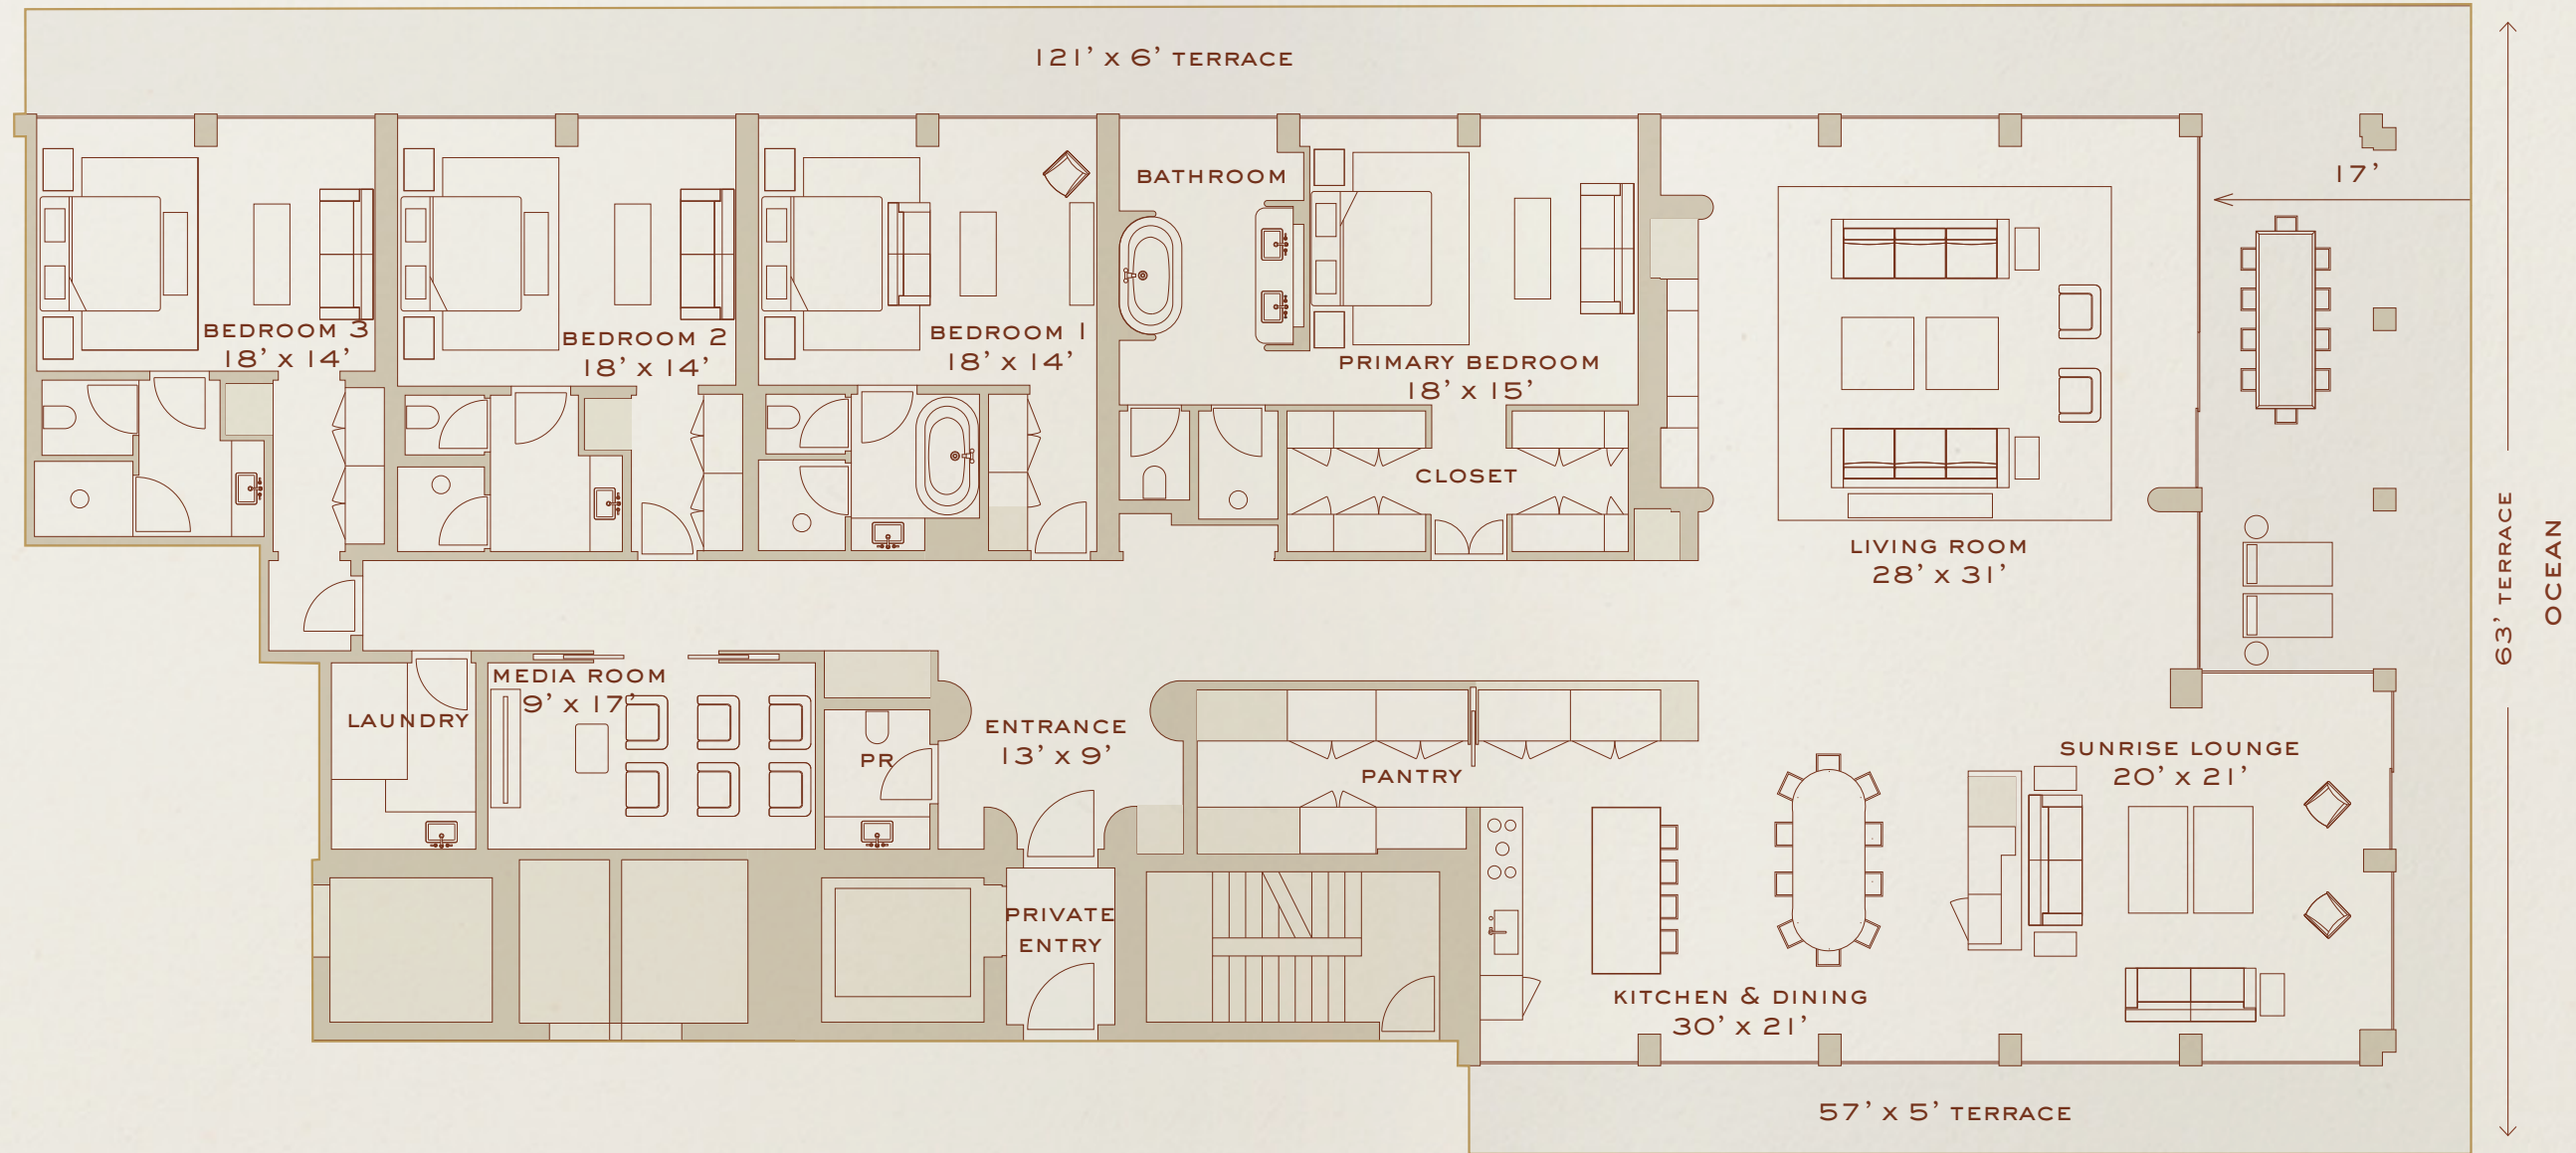 121’ x 6’ TERRACE
17’
BATHROOM
BEDROOM 3
18’ x 14’
BEDROOM 2
18’ x 14’
BEDROOM 1
18’ x 14’
PRIMARY BEDROOM
18’ x 15’
CLOSET
LIVING ROOM
28’ x 31’
63’ TERRACE
OCEAN
MEDIA ROOM
9’ x 17’
LAUNDRY
PR
ENTRANCE
13’ x 9’
PANTRY
SUNRISE LOUNGE
20’ x 21’
PRIVATE
ENTRY
KITCHEN & DINING
30’ x 21’
57’ x 5’ TERRACE